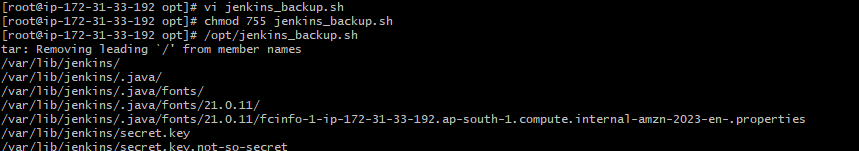 [root@ip-172-31-33-192 opt]# vi jenkins_backup.sh
[root@ip-172-31-33-192 opt]# chmod 755 jenkins_backup.sh
[root@ip-172-31-33-192 opt]# /opt/jenkins_backup.sh
tar: Removing leading `/' from member names
/var/lib/jenkins/
/var/lib/jenkins/.java/
/var/lib/jenkins/.java/fonts/
/var/lib/jenkins/.java/fonts/21.0.11/
/var/lib/jenkins/.java/fonts/21.0.11/fcinfo-1-ip-172-31-33-192.ap-south-1.compute.internal-amzn-2023-en-.properties
/var/lib/jenkins/secret.key
/var/lib/jenkins/secret.key.not-so-secret